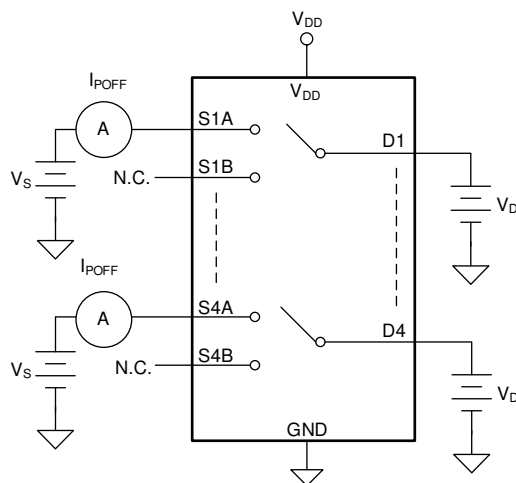 VDD
VDD
IPOFF
A
S1A
D1
VS
N.C.
S1B
VD
IPOFF
A
S4A
D4
VS
N.C.
S4B
VD
GND